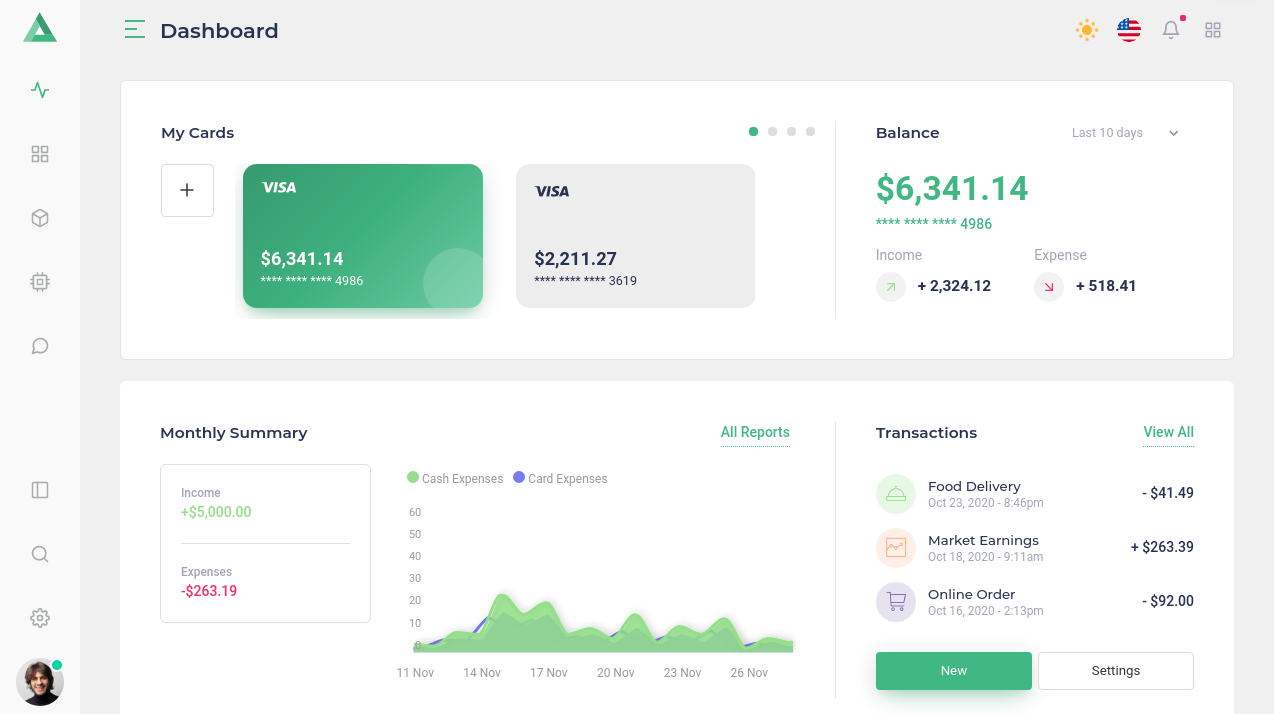 Dashboard
My Cards
VISA
$6,341.14
**** **** **** 4986
VISA
$2,211.27
**** **** **** 3619
Balance
Last 10 days
$6,341.14
**** **** **** 4986
Income
+ 2,324.12
Expense
+ 518.41
Monthly Summary
All Reports
Income
+$5,000.00
Expenses
-$263.19
Cash Expenses
Card Expenses
60
50
40
30
20
10
0
11 Nov
14 Nov
17 Nov
20 Nov
23 Nov
26 Nov
Transactions
View All
Food Delivery
Oct 23, 2020 - 8:46pm
- $41.49
Market Earnings
Oct 18, 2020 - 9:11am
+ $263.39
Online Order
Oct 16, 2020 - 2:13pm
- $92.00
New
Settings